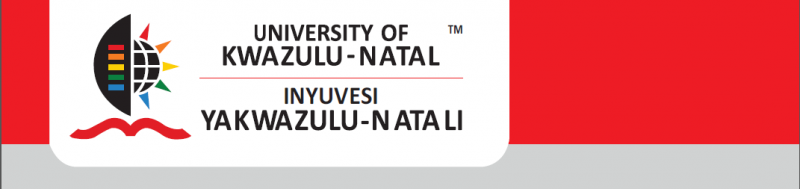 UNIVERSITY OF ™
KWAZULU-NATAL
INYUVESI
YAKWAZULU-NATALI